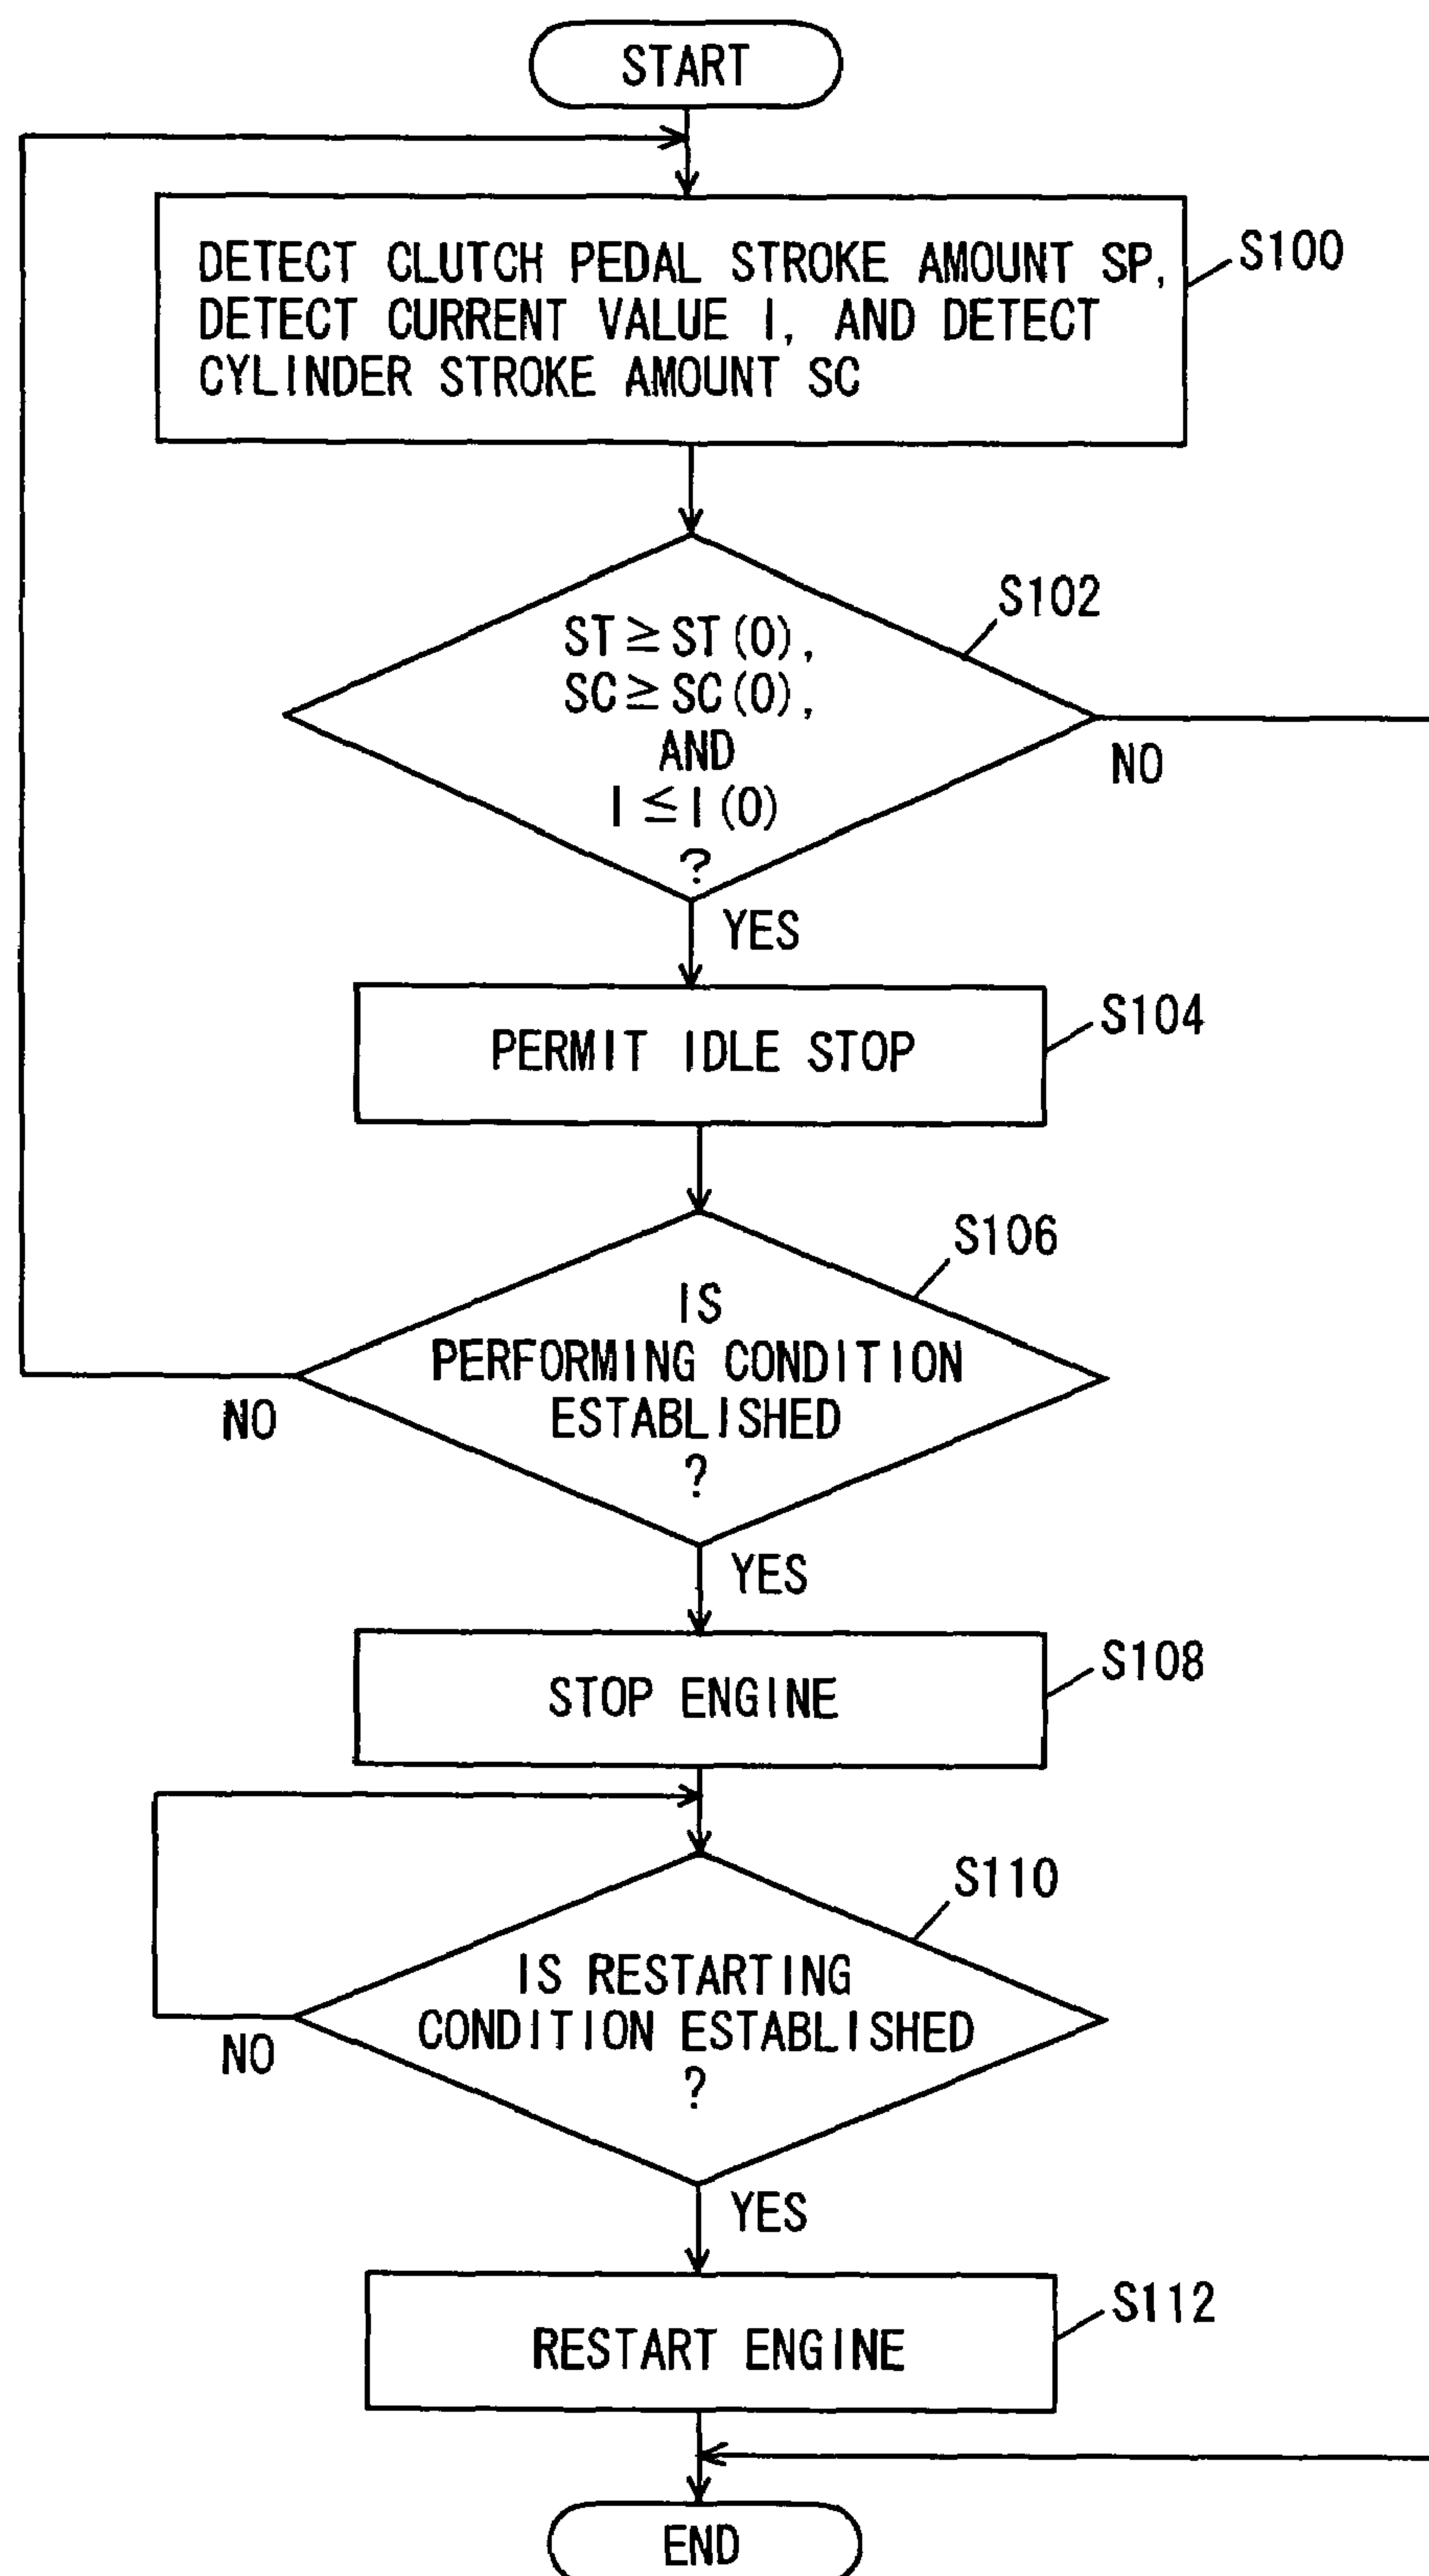 START
DETECT CLUTCH PEDAL STROKE AMOUNT SP,
DETECT CURRENT VALUE I, AND DETECT
CYLINDER STROKE AMOUNT SC
S100
S102
ST≧ST(0),
SC≧SC(0),
AND
I≦I(0)
?
NO
YES
PERMIT IDLE STOP
S104
S106
IS
PERFORMING CONDITION
ESTABLISHED
?
NO
YES
STOP ENGINE
S108
S110
IS RESTARTING
CONDITION ESTABLISHED
?
NO
YES
RESTART ENGINE
S112
END